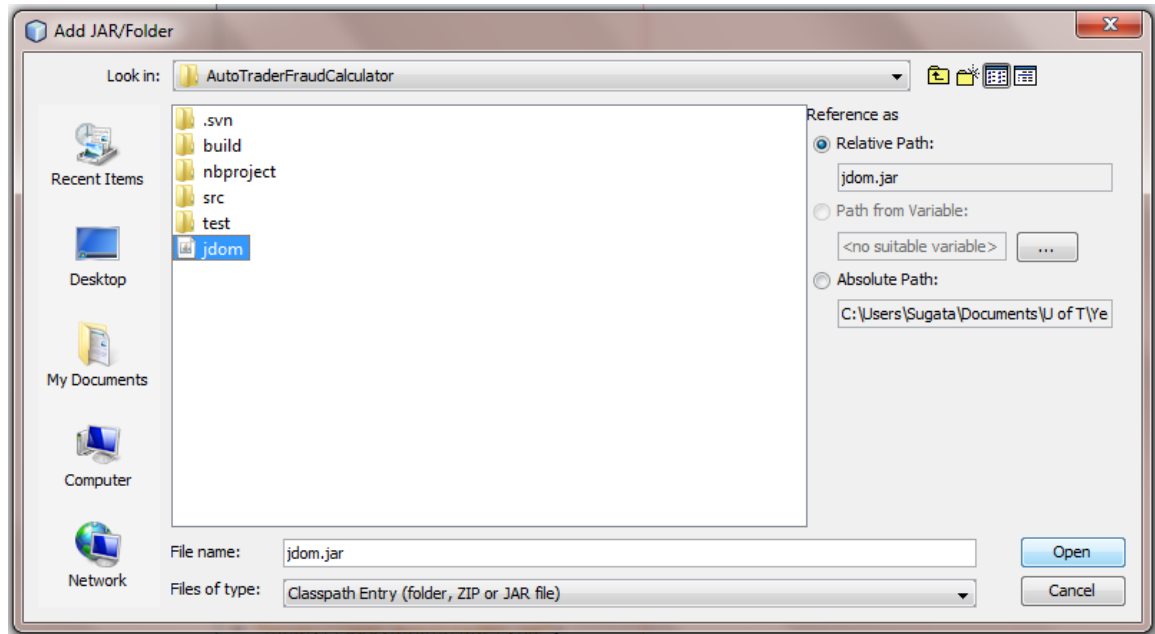 Add JAR/Folder
Look in:
AutoTraderFraudCalculator
Recent Items
Desktop
My Documents
Computer
Network
.svn
build
nbproject
src
test
jdom
Reference as
Relative Path:
jdom.jar
Path from Variable:
<no suitable variable>
...
Absolute Path:
C:\Users\Sugata\Documents\U of T\Ye
File name:
jdom.jar
Open
Files of type:
Classpath Entry (folder, ZIP or JAR file)
Cancel